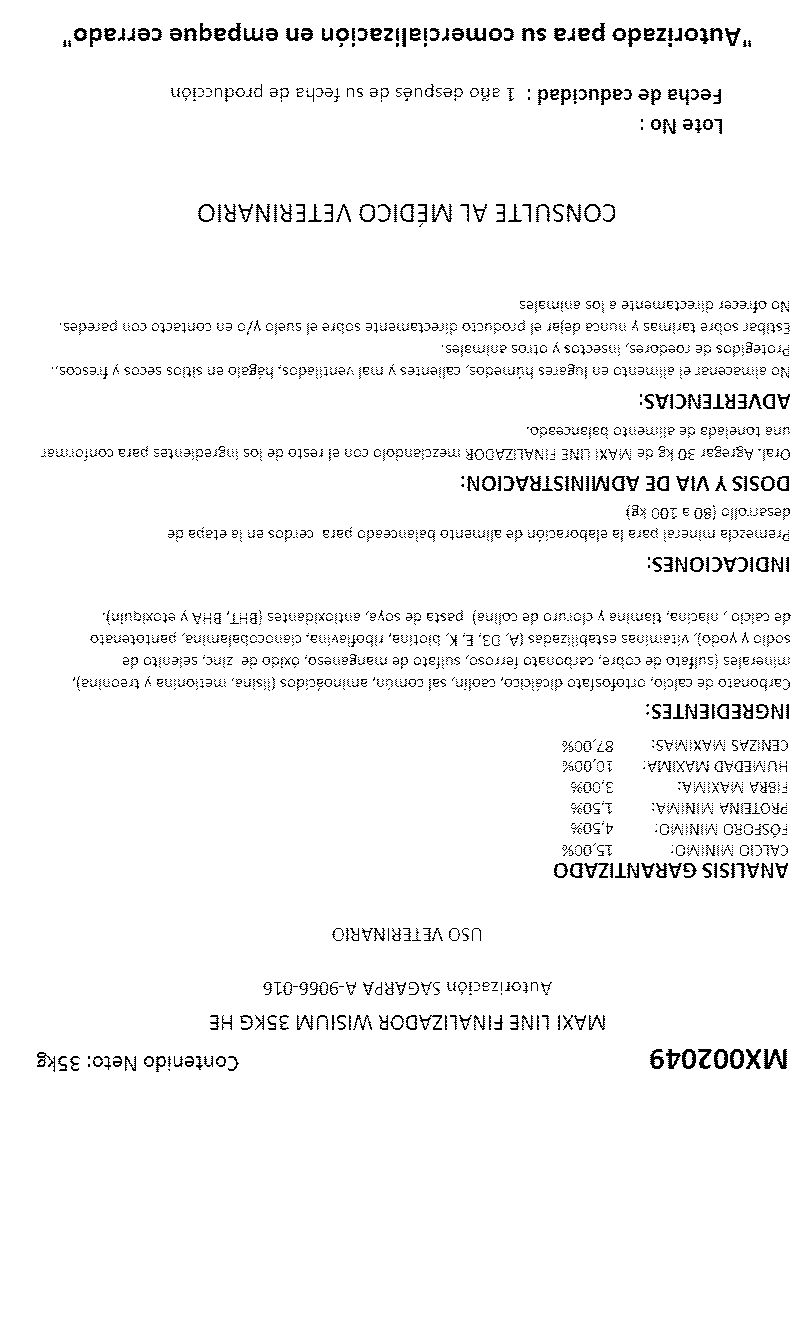 MX002049 Contenido Neto: 35kg
MAXI LINE FINALIZADOR WISIUM 35KG HE
Autorización SAGARPA A-9066-016
USO VETERINARIO
ANALISIS GARANTIZADO
CALCIO MINIMO: 15,00%
FÓSFORO MINIMO: 4,50%
PROTEINA MINIMA: 1,50%
FIBRA MAXIMA: 3,00%
HUMEDAD MAXIMA: 10,00%
CENIZAS MAXIMAS: 87,00%
INGREDIENTES:
Carbonato de calcio, ortofosfato dicálcico, caolin, sal común, aminoácidos (lisina, metionina y treonina),
minerales (sulfato de cobre, carbonato ferroso, sulfato de manganeso, óxido de zinc, selenito de
sodio y yodo), vitaminas estabilizadas (A, D3, E, K, biotina, riboflavina, cianocobalamina, pantotenato
de calcio , niacina, tiamina y cloruro de colina) pasta de soya, antioxidantes (BHT, BHA y etoxiquin).
INDICACIONES:
Premezcla mineral para la elaboración de alimento balanceado para cerdos en la etapa de
desarrollo (80 a 100 kg)
DOSIS Y VIA DE ADMINISTRACION:
Oral. Agregar 30 kg de MAXI LINE FINALIZADOR mezclandolo con el resto de los ingredientes para conformar
una tonelada de alimento balanceado.
ADVERTENCIAS:
No almacenar el alimento en lugares húmedos, calientes y mal ventilados, hágalo en sitios secos y frescos..
Protegidos de roedores, insectos y otros animales.
Estibar sobre tarimas y nunca dejar el producto directamente sobre el suelo y/o en contacto con paredes.
No ofrecer directamente a los animales
CONSULTE AL MÉDICO VETERINARIO
Lote No :
Fecha de caducidad : 1 año después de su fecha de producción
"Autorizado para su comercialización en empaque cerrado"